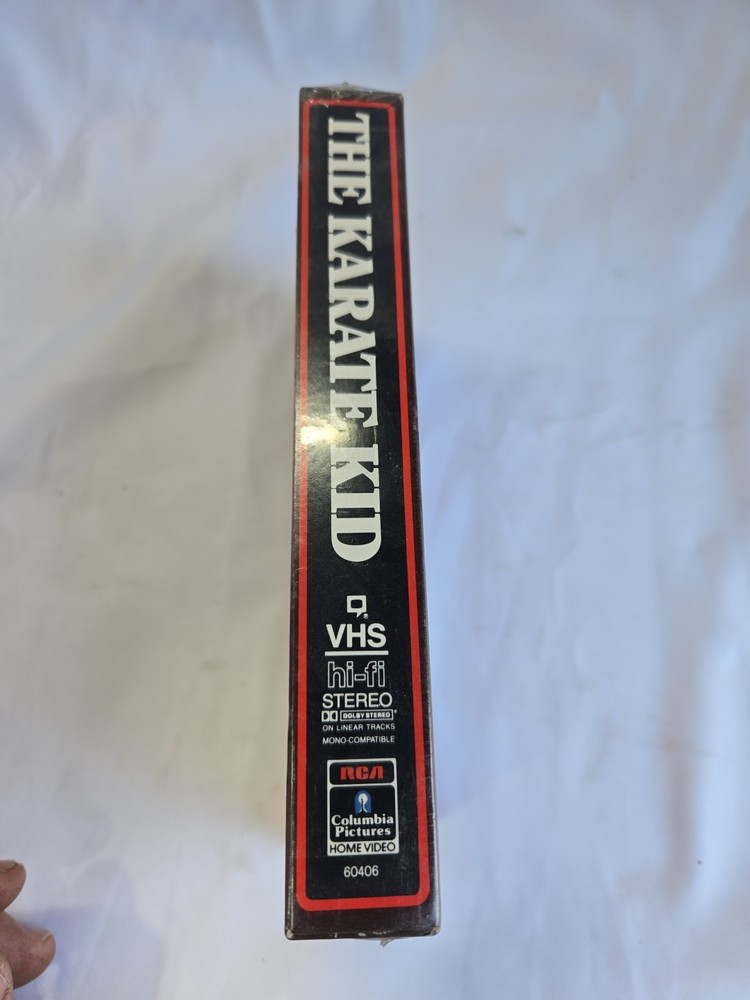 THE KARATE KID
VHS
hi-fi
STEREO
DOLBY STEREO
ON LINEAR TRACKS
MONO-COMPATIBLE
RCA
Columbia
Pictures
HOME VIDEO
60406